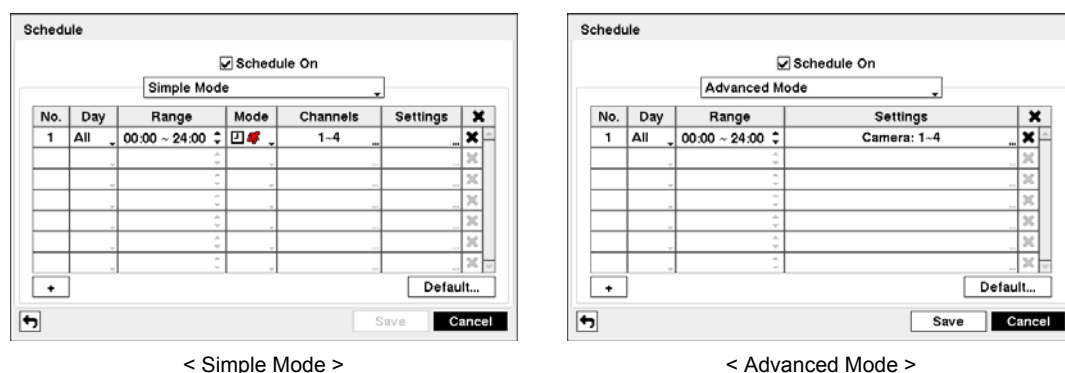 Schedule
Schedule On
Simple Mode
No. Day Range Mode Channels Settings
1 All 00:00 ~ 24:00 1~4 ...
+ Default...
Save Cancel
< Simple Mode >
Schedule
Schedule On
Advanced Mode
No. Day Range Settings
1 All 00:00 ~ 24:00 Camera: 1~4 ...
+ Default...
Save Cancel
< Advanced Mode >